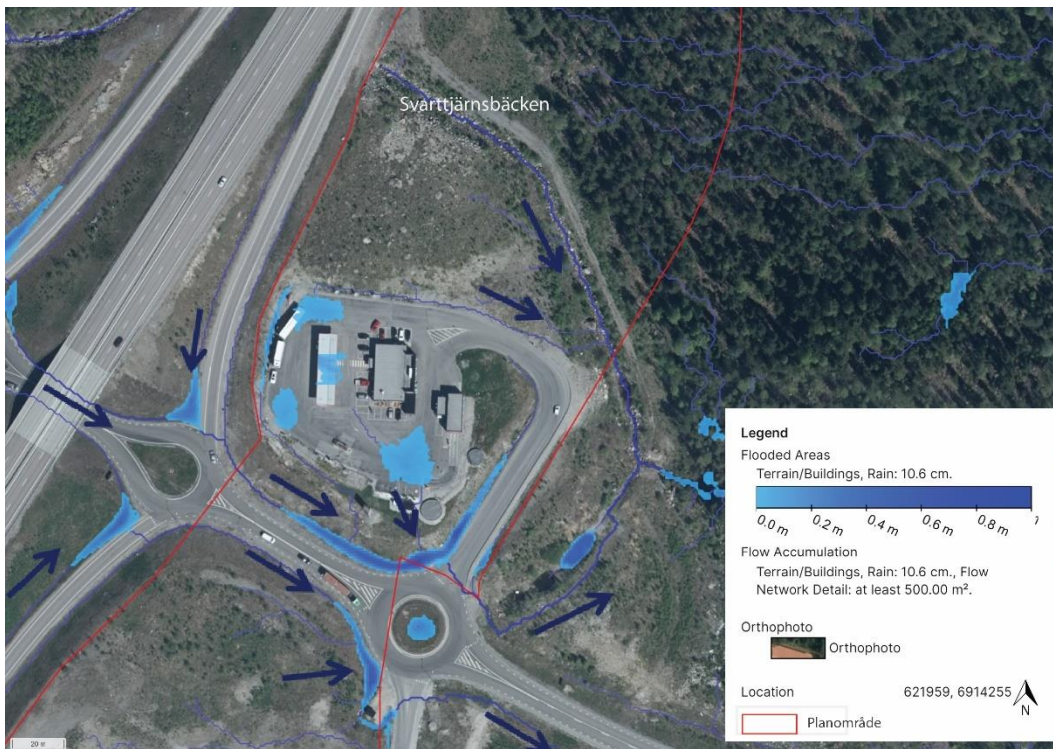 Svarttjärnsbäcken
Legend
Flooded Areas
Terrain/Buildings, Rain: 10.6 cm.
0.0 m
0.2 m
0.4 m
0.6 m
0.8 m
Flow Accumulation
Terrain/Buildings, Rain: 10.6 cm., Flow
Network Detail: at least 500.00 m².
Orthophoto
Orthophoto
Location 621959, 6914255
N
Planområde
20 m